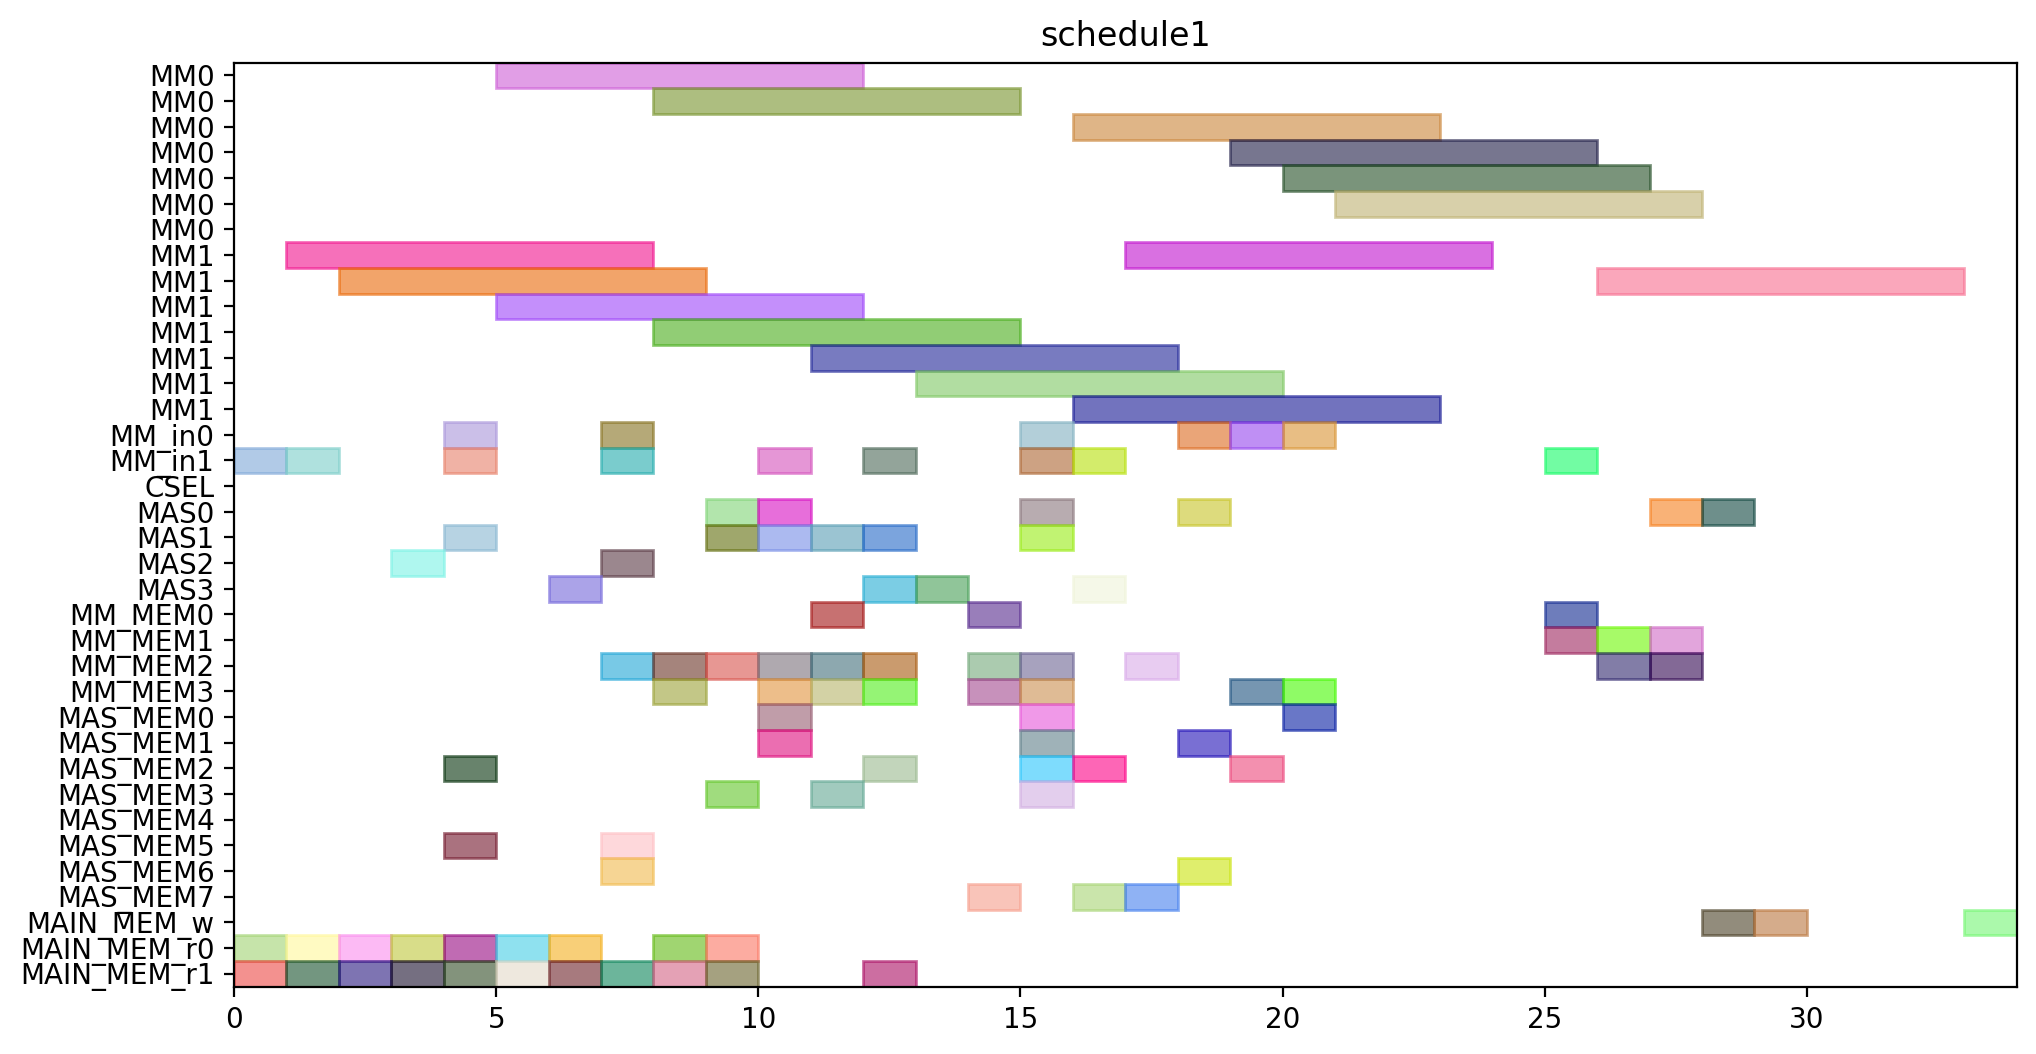 schedule1
MM0
MM0
MM0
MM0
MM0
MM0
MM0
MM1
MM1
MM1
MM1
MM1
MM1
MM1
MM_in0
MM_in1
CSEL
MAS0
MAS1
MAS2
MAS3
MM_MEM0
MM_MEM1
MM_MEM2
MM_MEM3
MAS_MEM0
MAS_MEM1
MAS_MEM2
MAS_MEM3
MAS_MEM4
MAS_MEM5
MAS_MEM6
MAS_MEM7
MAIN_MEM_w
MAIN_MEM_r0
MAIN_MEM_r1
0 5 10 15 20 25 30